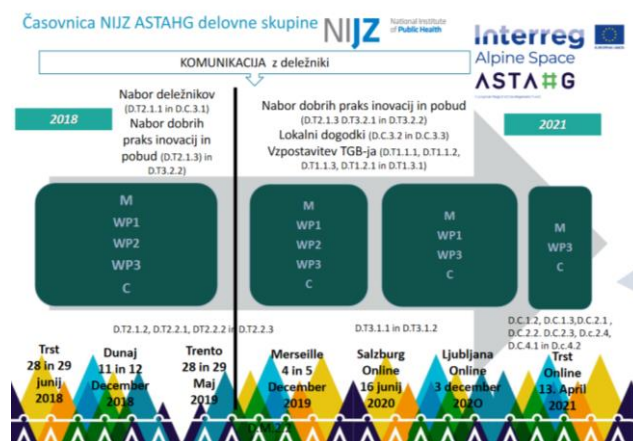 Časovnica NIJZ ASTAHG delovne skupine
NIJZ National Institute
of Public Health
Interreg
Alpine Space
ASTAHG
KOMUNIKACIJA z deležniki
2018
Nabor deležnikov
(D.T2.1.1 in D.C.3.1)
Nabor dobrih
praks inovacij in
pobud (D.T2.1.3) in
D.T3.2.2)
Nabor dobrih praks inovacij in pobud
(D.T2.1.3 D.T3.2.1 in D.T3.2.2)
Lokalni dogodki (D.C.3.2 in D.C.3.3)
Vzpostavitev TGB-ja (D.T1.1.1, D.T1.1.2,
D.T1.1.3, D.T1.2.1 in D.T1.3.1)
2021
M
WP1
WP2
WP3
C
M
WP1
WP2
WP3
C
M
WP1
WP3
C
M
WP3
C
D.T2.1.2, D.T2.2.1, DT2.2.2 in D.T2.2.3
D.T3.1.1 in D.T3.1.2
D.C.1.2, D.C.1.3,D.C.2.1 ,
D.C.2.2. D.C.2.3, D.c.2.4,
D.C.4.1 in D.c.4.2
Trst
28 in 29
junij
2018
Dunaj
11 in 12
December
2018
Trento
28 in 29
Maj
2019
Merseille
4 in 5
December
2019
Salzburg
Online
16 junij
2020
Ljubljana
Online
3 december
2020
Trst
Online
13. April
2021